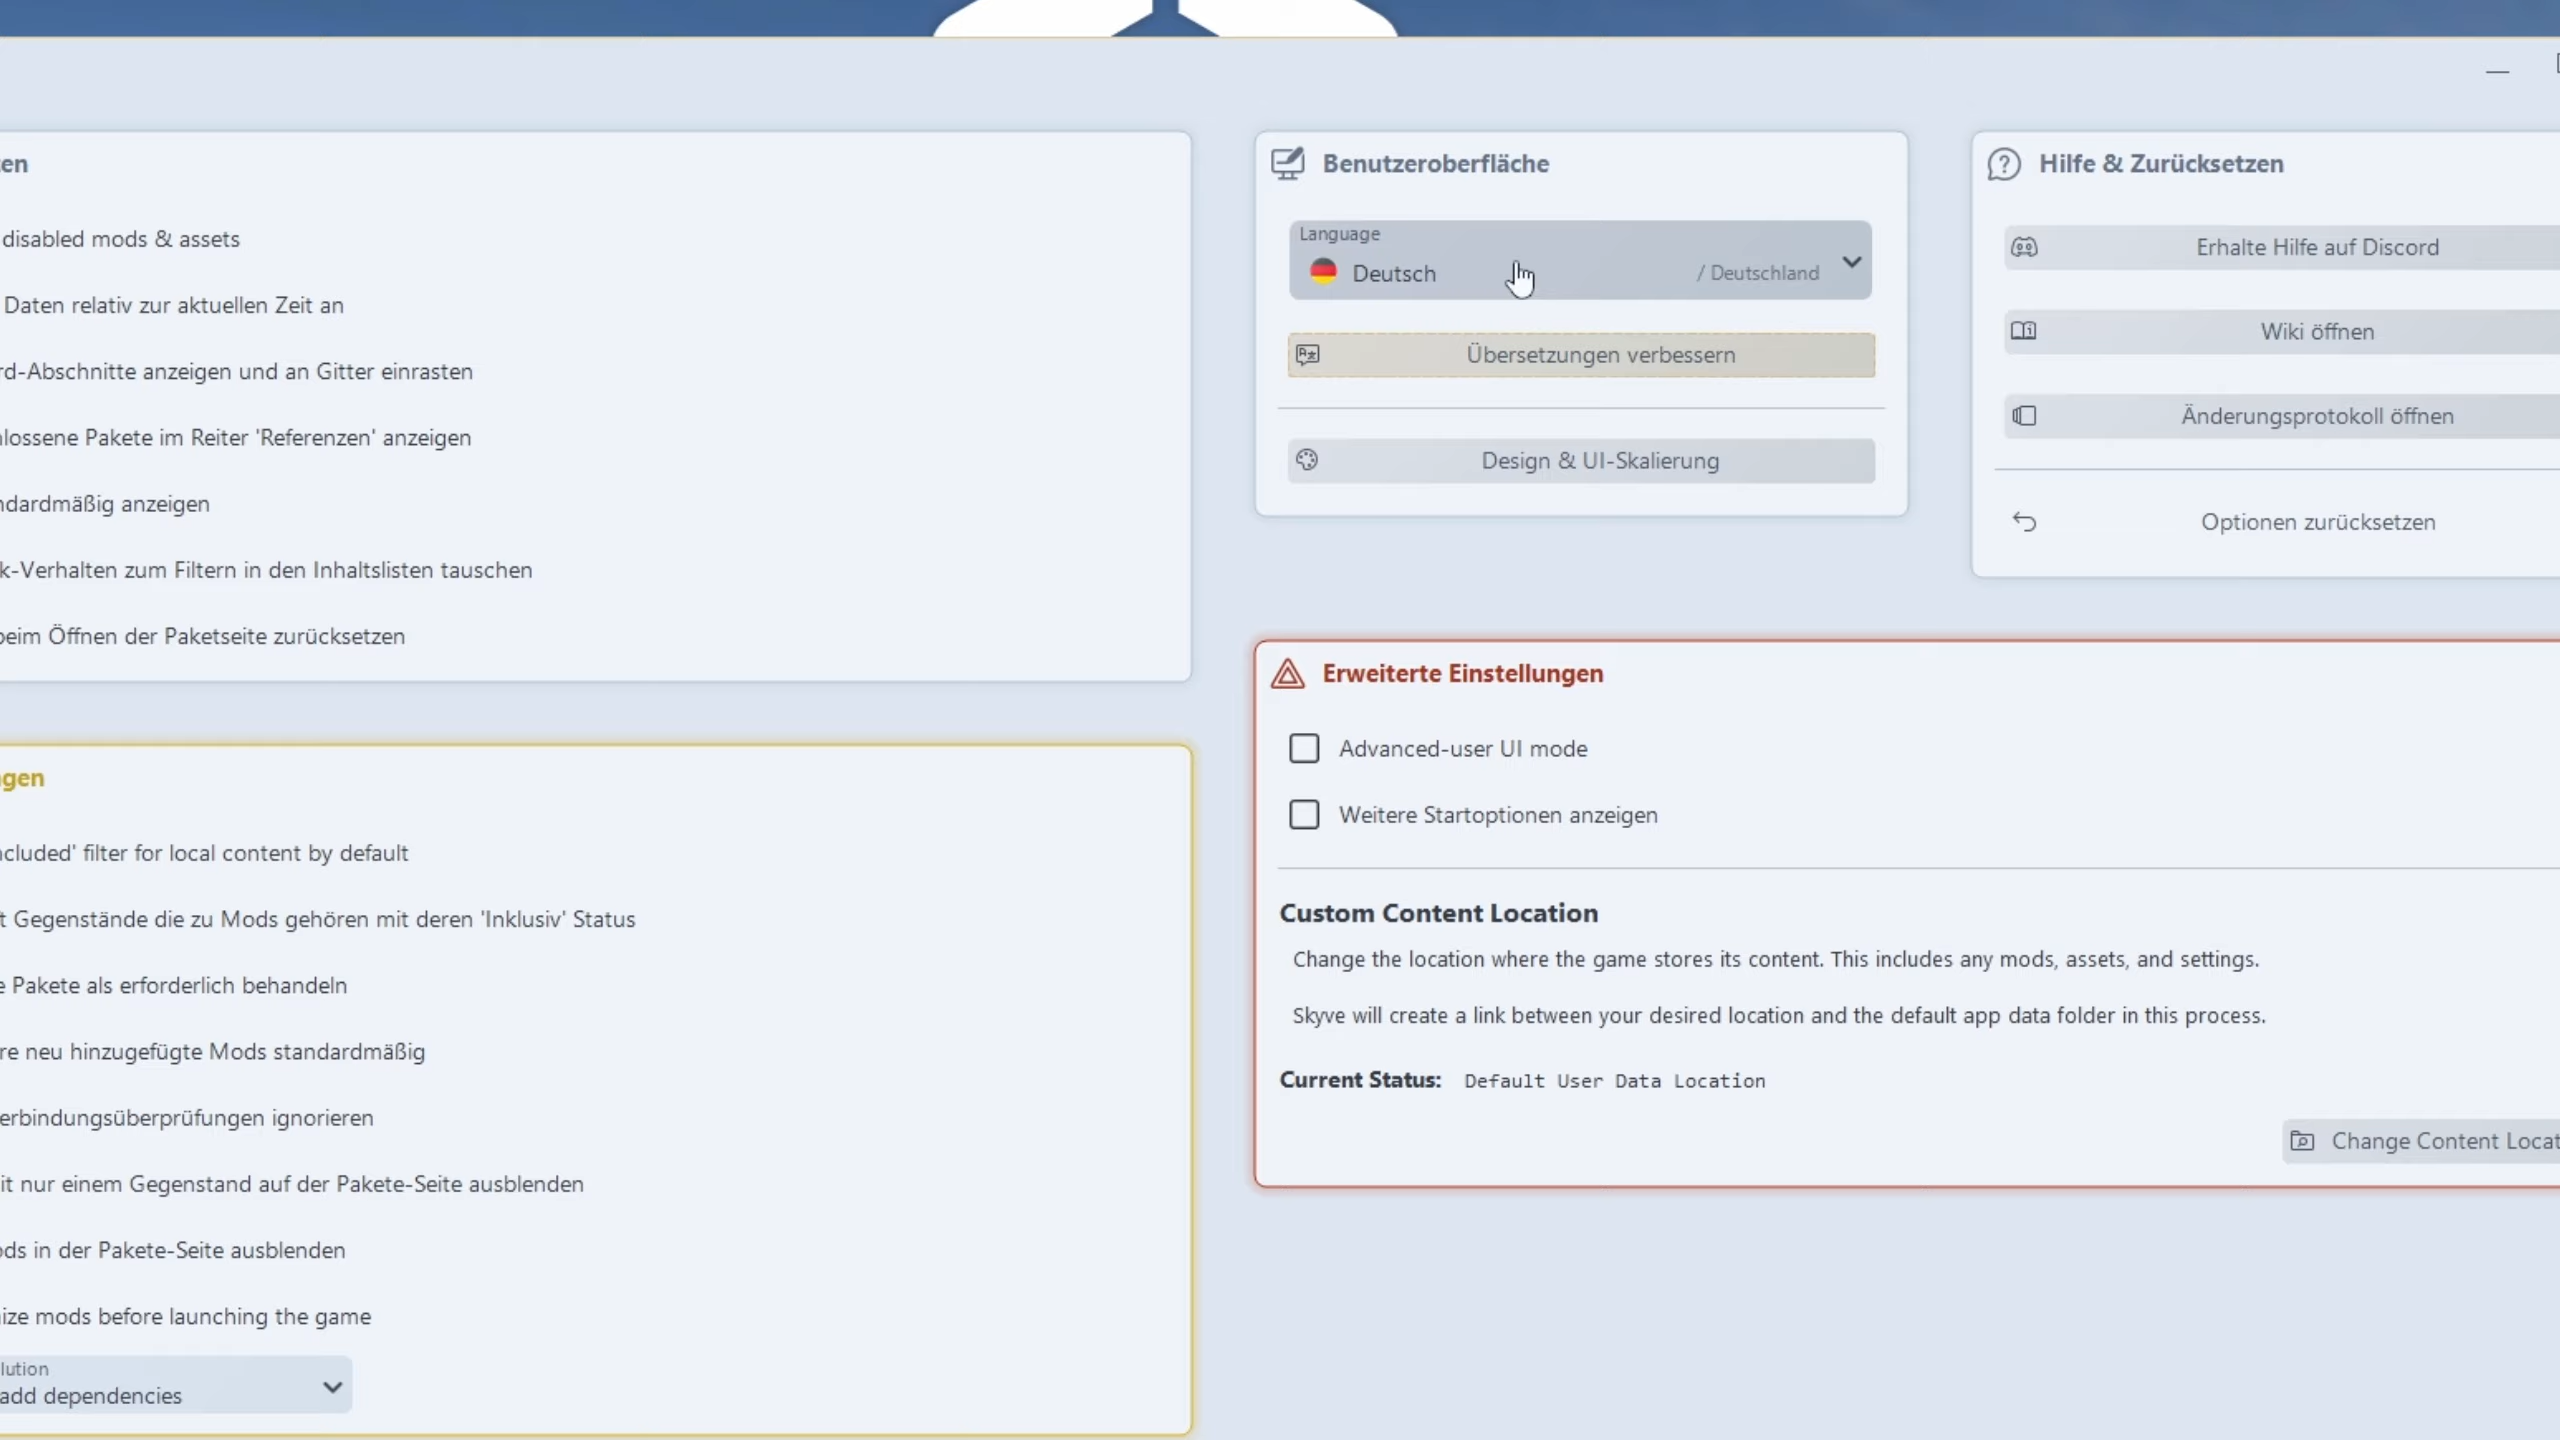 en
disabled mods & assets
Daten relativ zur aktuellen Zeit an
rd-Abschnitte anzeigen und an Gitter einrasten
lossene Pakete im Reiter 'Referenzen' anzeigen
ndardmäßig anzeigen
k-Verhalten zum Filtern in den Inhaltslisten tauschen
beim Öffnen der Paketseite zurücksetzen
gen
cluded' filter for local content by default
t Gegenstände die zu Mods gehören mit deren 'Inklusiv' Status
e Pakete als erforderlich behandeln
re neu hinzugefügte Mods standardmäßig
erbindungsüberprüfungen ignorieren
it nur einem Gegenstand auf der Pakete-Seite ausblenden
ods in der Pakete-Seite ausblenden
ize mods before launching the game
lution
add dependencies
Benutzeroberfläche
Language
Deutsch / Deutschland
Übersetzungen verbessern
Design & UI-Skalierung
Hilfe & Zurücksetzen
Erhalte Hilfe auf Discord
Wiki öffnen
Änderungsprotokoll öffnen
Optionen zurücksetzen
Erweiterte Einstellungen
Advanced-user UI mode
Weitere Startoptionen anzeigen
Custom Content Location
Change the location where the game stores its content. This includes any mods, assets, and settings.
Skyve will create a link between your desired location and the default app data folder in this process.
Current Status: Default User Data Location
Change Content Locat